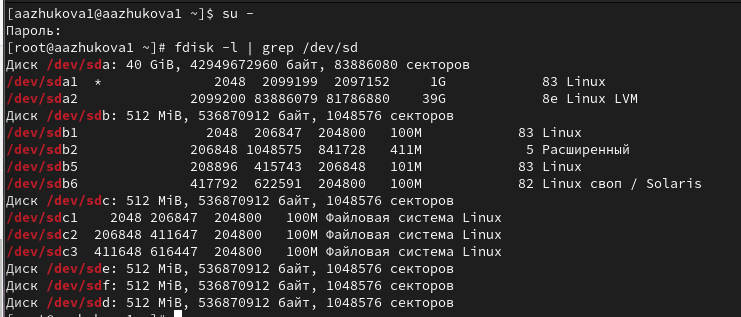 [aazhukova1@aazhukova1 ~]$ su -
Пароль:
[root@aazhukova1 ~]# fdisk -l | grep /dev/sd
Диск /dev/sda: 40 GiB, 42949672960 байт, 83886080 секторов
/dev/sda1 * 2048 2099199 2097152 1G 83 Linux
/dev/sda2 2099200 83886079 81786880 39G 8e Linux LVM
Диск /dev/sdb: 512 MiB, 536870912 байт, 1048576 секторов
/dev/sdb1 2048 206847 204800 100M 83 Linux
/dev/sdb2 206848 1048575 841728 411M 5 Расширенный
/dev/sdb5 208896 415743 206848 101M 83 Linux
/dev/sdb6 417792 622591 204800 100M 82 Linux своп / Solaris
Диск /dev/sdc: 512 MiB, 536870912 байт, 1048576 секторов
/dev/sdc1 2048 206847 204800 100M Файловая система Linux
/dev/sdc2 206848 411647 204800 100M Файловая система Linux
/dev/sdc3 411648 616447 204800 100M Файловая система Linux
Диск /dev/sde: 512 MiB, 536870912 байт, 1048576 секторов
Диск /dev/sdf: 512 MiB, 536870912 байт, 1048576 секторов
Диск /dev/sdd: 512 MiB, 536870912 байт, 1048576 секторов
[root@aazhukova1 ~]#